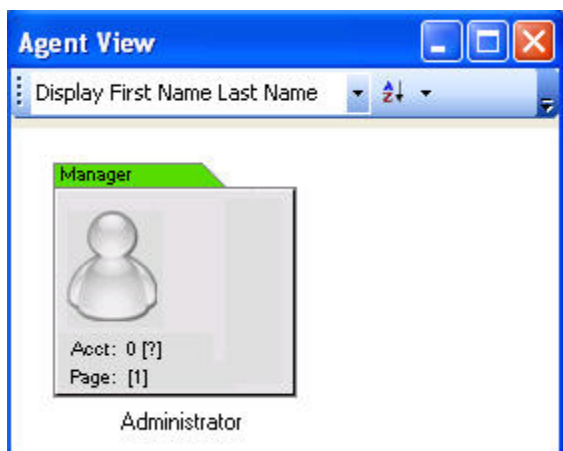 Agent View
Display First Name Last Name
Manager
Acct: 0 [?]
Page: [1]
Administrator